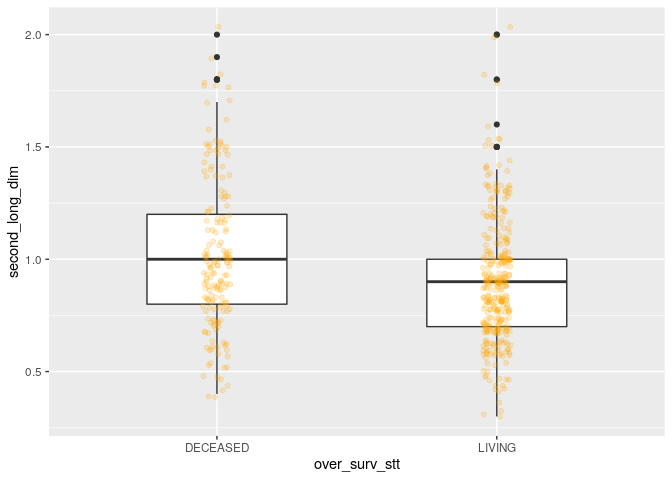 2.0
1.5
1.0
0.5
second_long_dim
DECEASED
LIVING
over_surv_stt